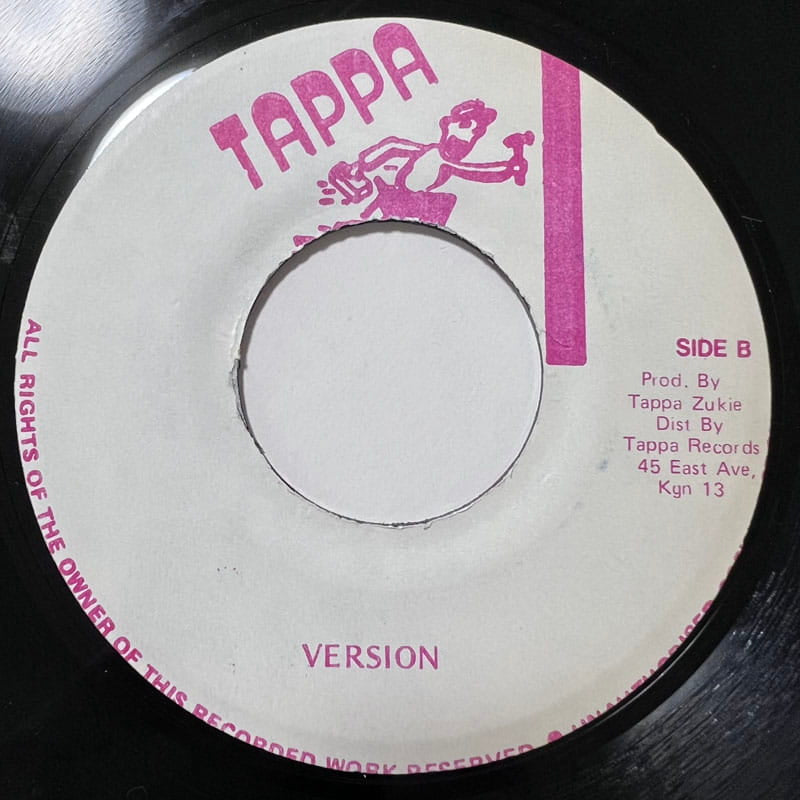 TAPPA
SIDE B
Prod. By
Tappa Zukie
Dist By
Tappa Records
45 East Ave,
Kgn 13
VERSION
ALL RIGHTS OF THE OWNER OF THIS RECORDED WORK RESERVED • UNAUTHORISED